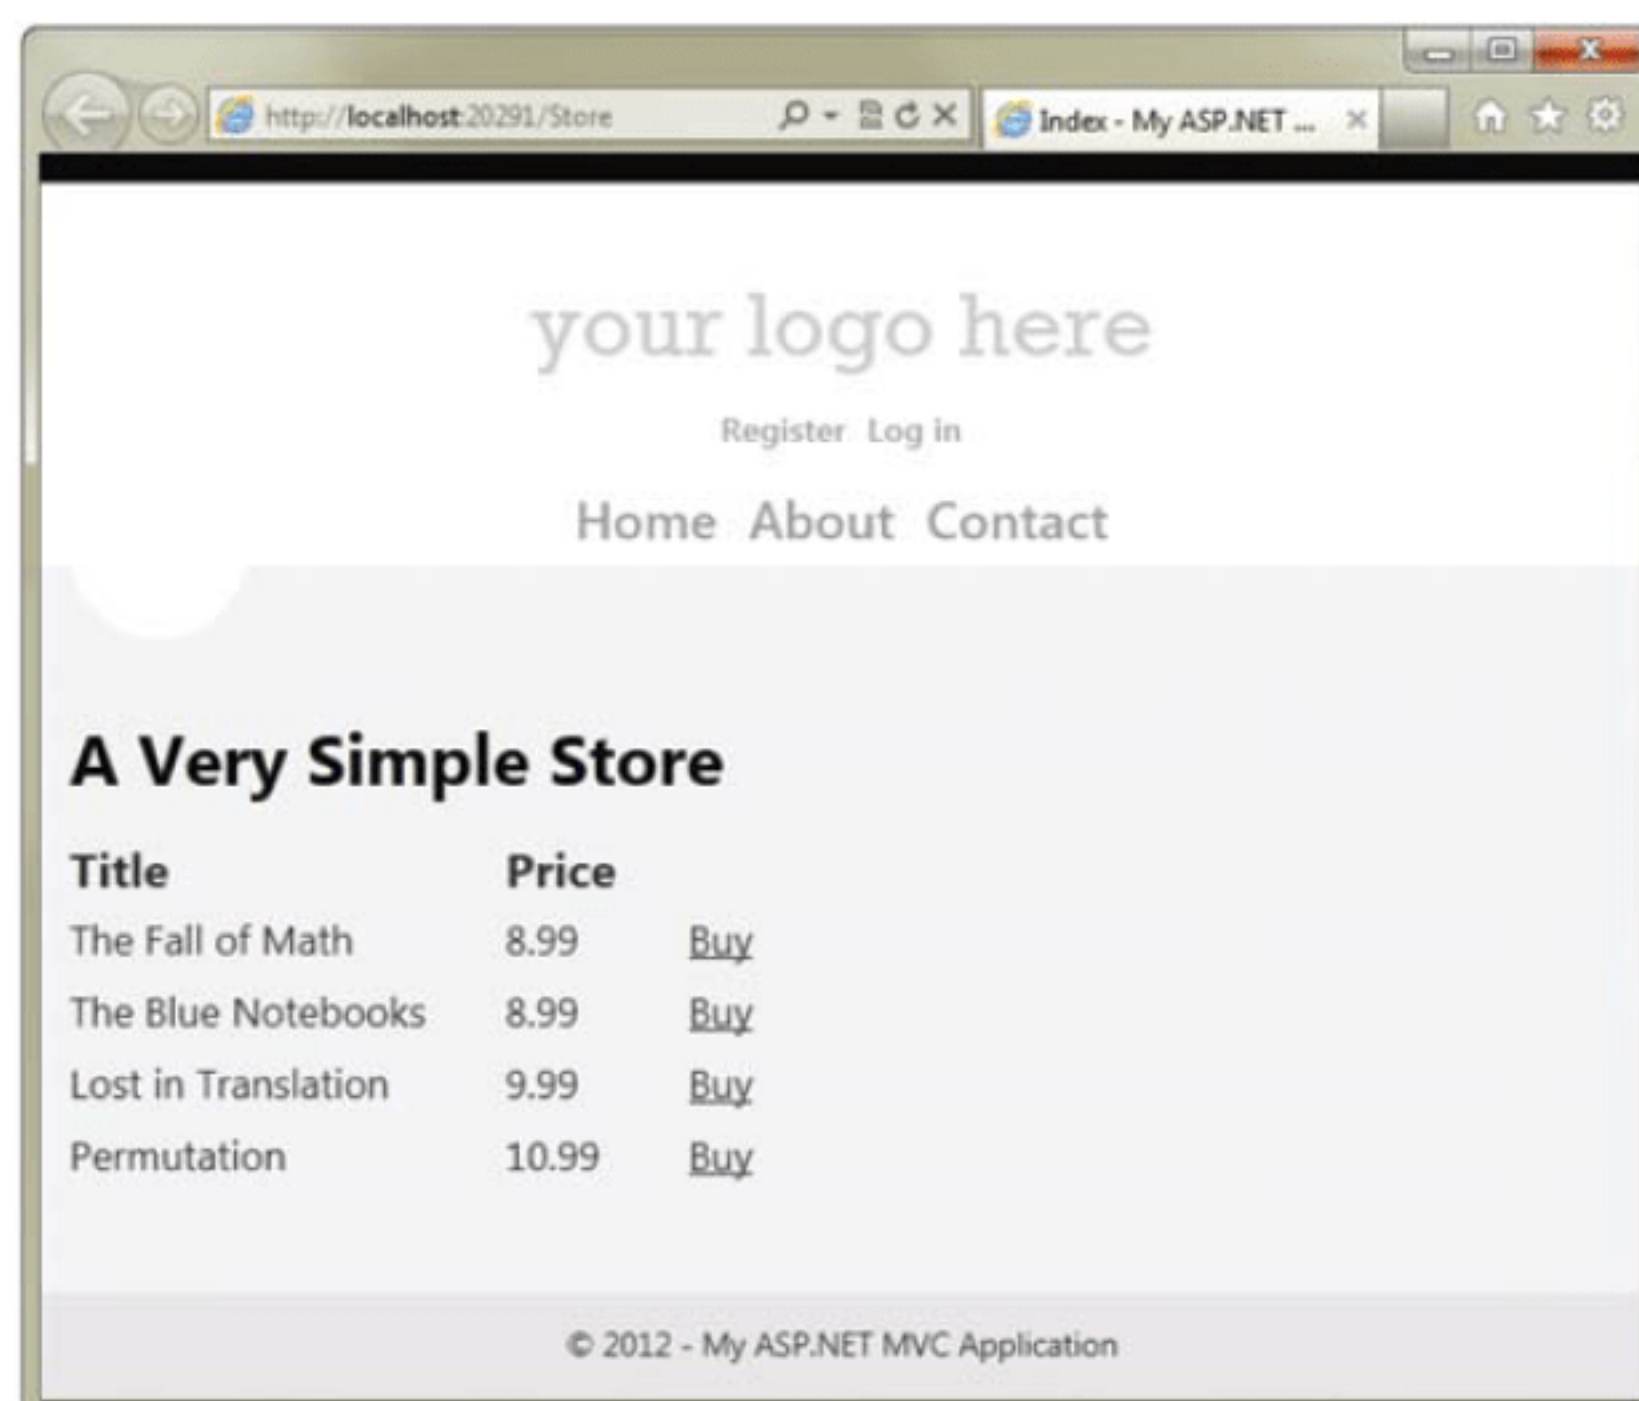 http://localhost:20291/Store
Index - My ASP.NET ...
your logo here
Register Log in
Home About Contact
A Very Simple Store
Title Price
The Fall of Math 8.99 Buy
The Blue Notebooks 8.99 Buy
Lost in Translation 9.99 Buy
Permutation 10.99 Buy
© 2012 - My ASP.NET MVC Application